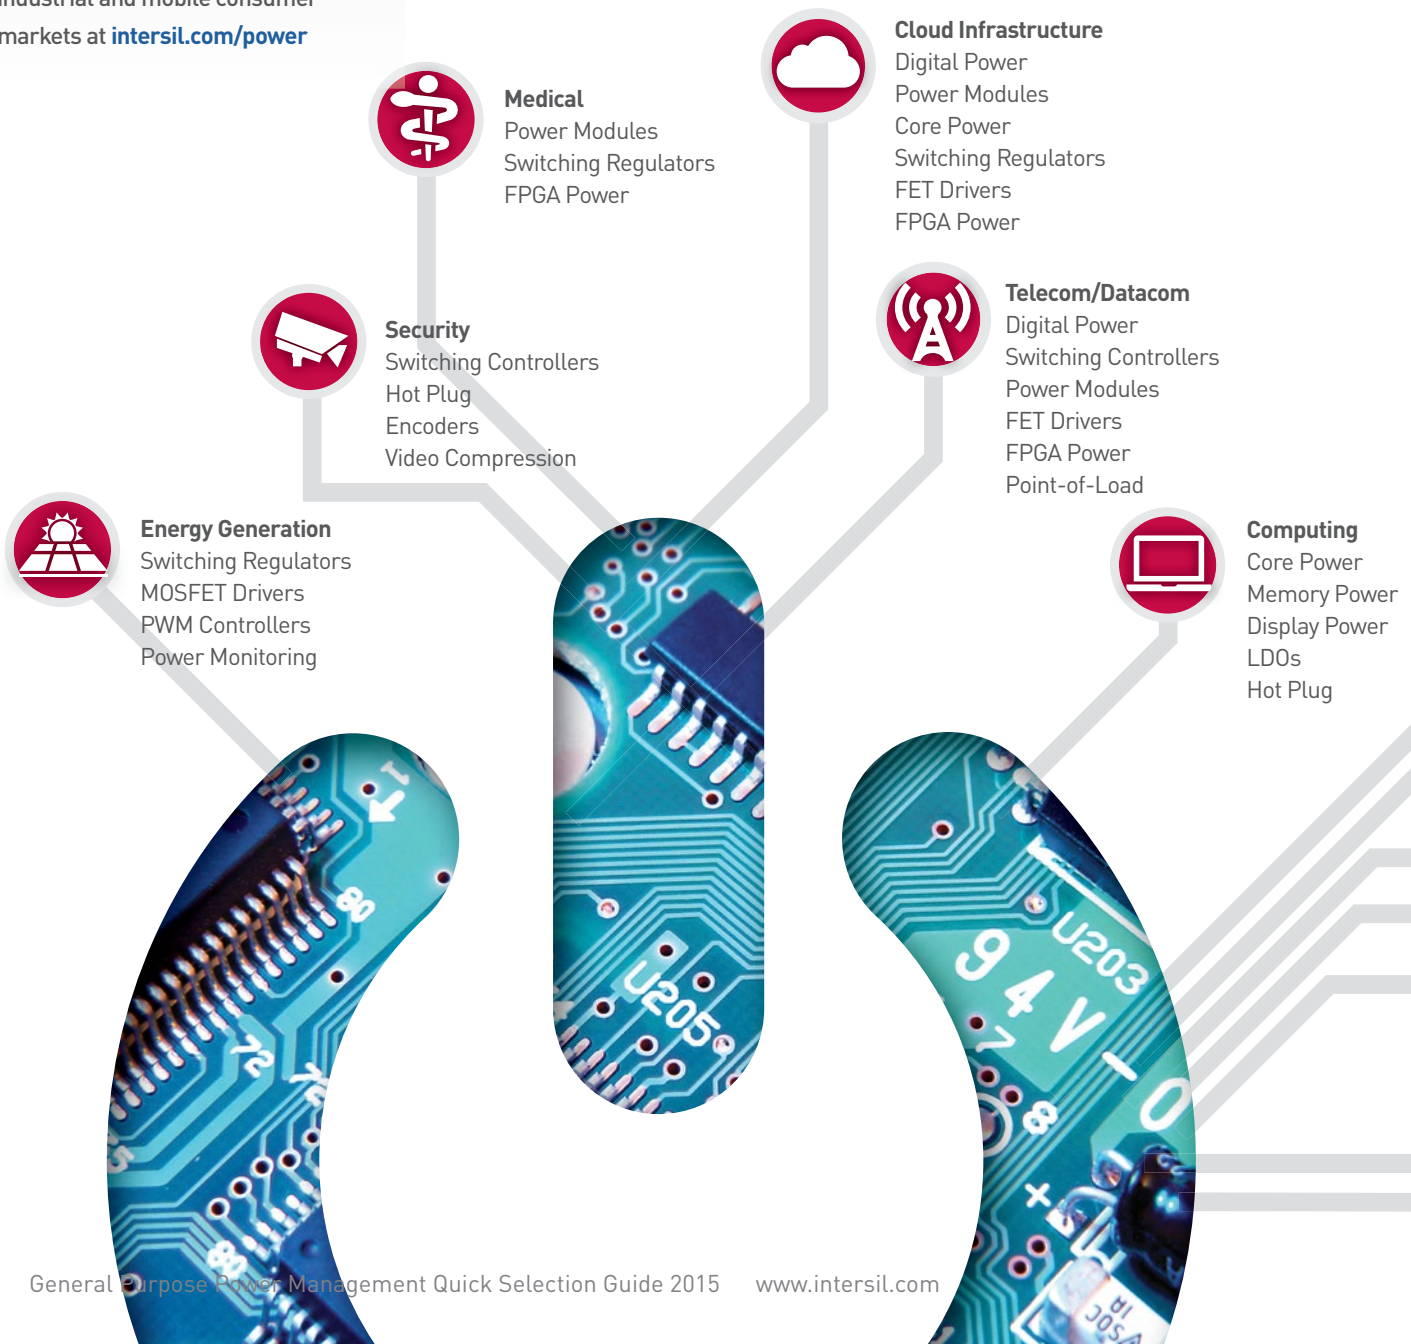 industrial and mobile consumer
markets at intersil.com/power
Cloud Infrastructure
Digital Power
Power Modules
Core Power
Switching Regulators
FET Drivers
FPGA Power
Medical
Power Modules
Switching Regulators
FPGA Power
Telecom/Datacom
Digital Power
Switching Controllers
Power Modules
FET Drivers
FPGA Power
Point-of-Load
Security
Switching Controllers
Hot Plug
Encoders
Video Compression
Energy Generation
Switching Regulators
MOSFET Drivers
PWM Controllers
Power Monitoring
Computing
Core Power
Memory Power
Display Power
LDOs
Hot Plug
80
U203
94V-0
U205
7
72
76
8
+
88
General Purpose Power Management Quick Selection Guide 2015 www.intersil.com